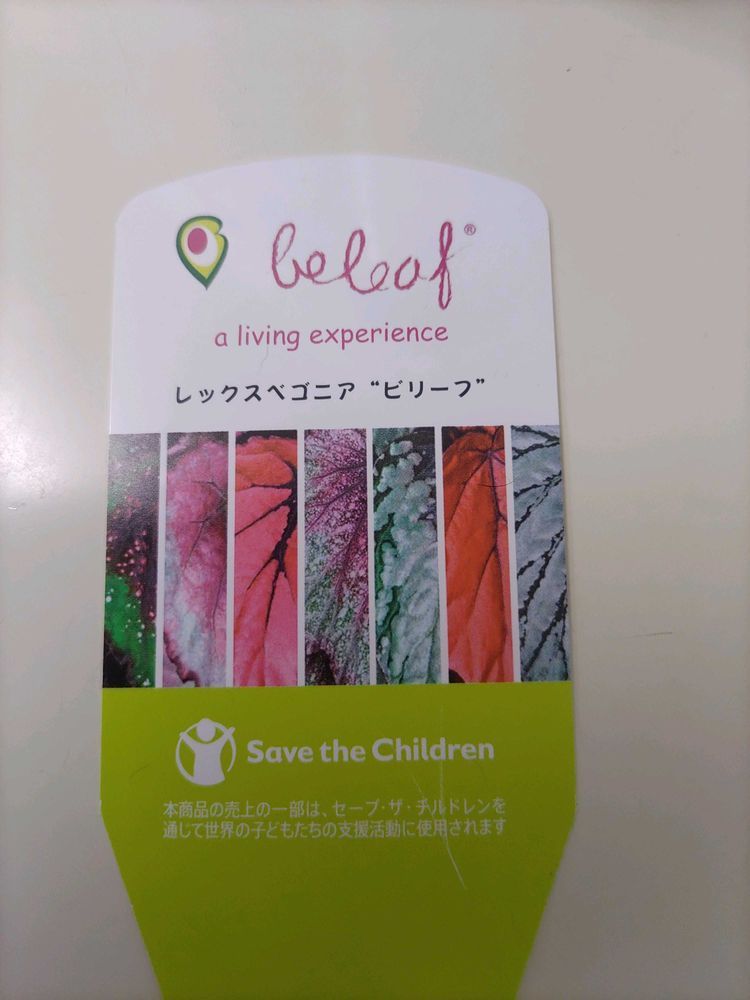 beleaf®
a living experience
レックスベゴニア“ビリーフ”
Save the Children
本商品の売上の一部は、セーブ・ザ・チルドレンを
通じて世界の子どもたちの支援活動に使用されます